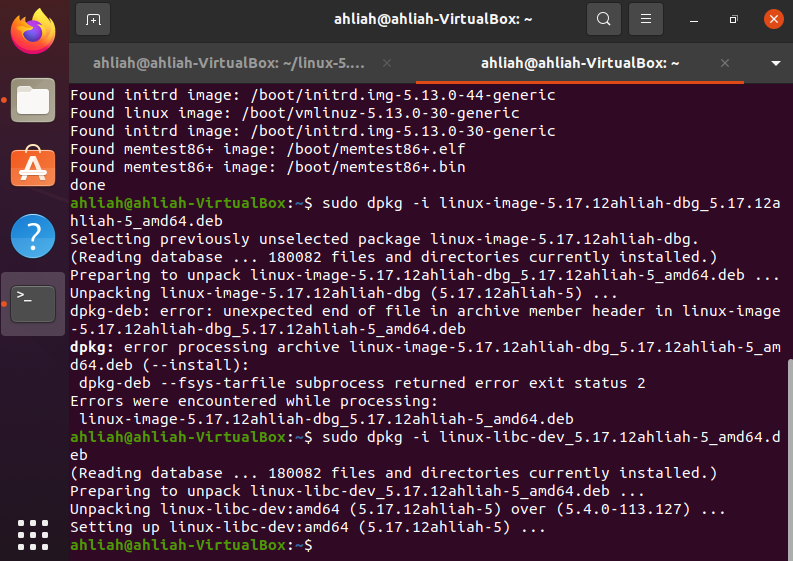 ahliah@ahliah-VirtualBox: ~
ahliah@ahliah-VirtualBox: ~/linux-5....
ahliah@ahliah-VirtualBox: ~
Found initrd image: /boot/initrd.img-5.13.0-44-generic
Found linux image: /boot/vmlinuz-5.13.0-30-generic
Found initrd image: /boot/initrd.img-5.13.0-30-generic
Found memtest86+ image: /boot/memtest86+.elf
Found memtest86+ image: /boot/memtest86+.bin
done
ahliah@ahliah-VirtualBox:~$ sudo dpkg -i linux-image-5.17.12ahliah-dbg_5.17.12a
hliah-5_amd64.deb
Selecting previously unselected package linux-image-5.17.12ahliah-dbg.
(Reading database ... 180082 files and directories currently installed.)
Preparing to unpack linux-image-5.17.12ahliah-dbg_5.17.12ahliah-5_amd64.deb ...
Unpacking linux-image-5.17.12ahliah-dbg (5.17.12ahliah-5) ...
dpkg-deb: error: unexpected end of file in archive member header in linux-image
-5.17.12ahliah-dbg_5.17.12ahliah-5_amd64.deb
dpkg: error processing archive linux-image-5.17.12ahliah-dbg_5.17.12ahliah-5_am
d64.deb (--install):
 dpkg-deb --fsys-tarfile subprocess returned error exit status 2
Errors were encountered while processing:
 linux-image-5.17.12ahliah-dbg_5.17.12ahliah-5_amd64.deb
ahliah@ahliah-VirtualBox:~$ sudo dpkg -i linux-libc-dev_5.17.12ahliah-5_amd64.d
eb
(Reading database ... 180082 files and directories currently installed.)
Preparing to unpack linux-libc-dev_5.17.12ahliah-5_amd64.deb ...
Unpacking linux-libc-dev:amd64 (5.17.12ahliah-5) over (5.4.0-113.127) ...
Setting up linux-libc-dev:amd64 (5.17.12ahliah-5) ...
ahliah@ahliah-VirtualBox:~$